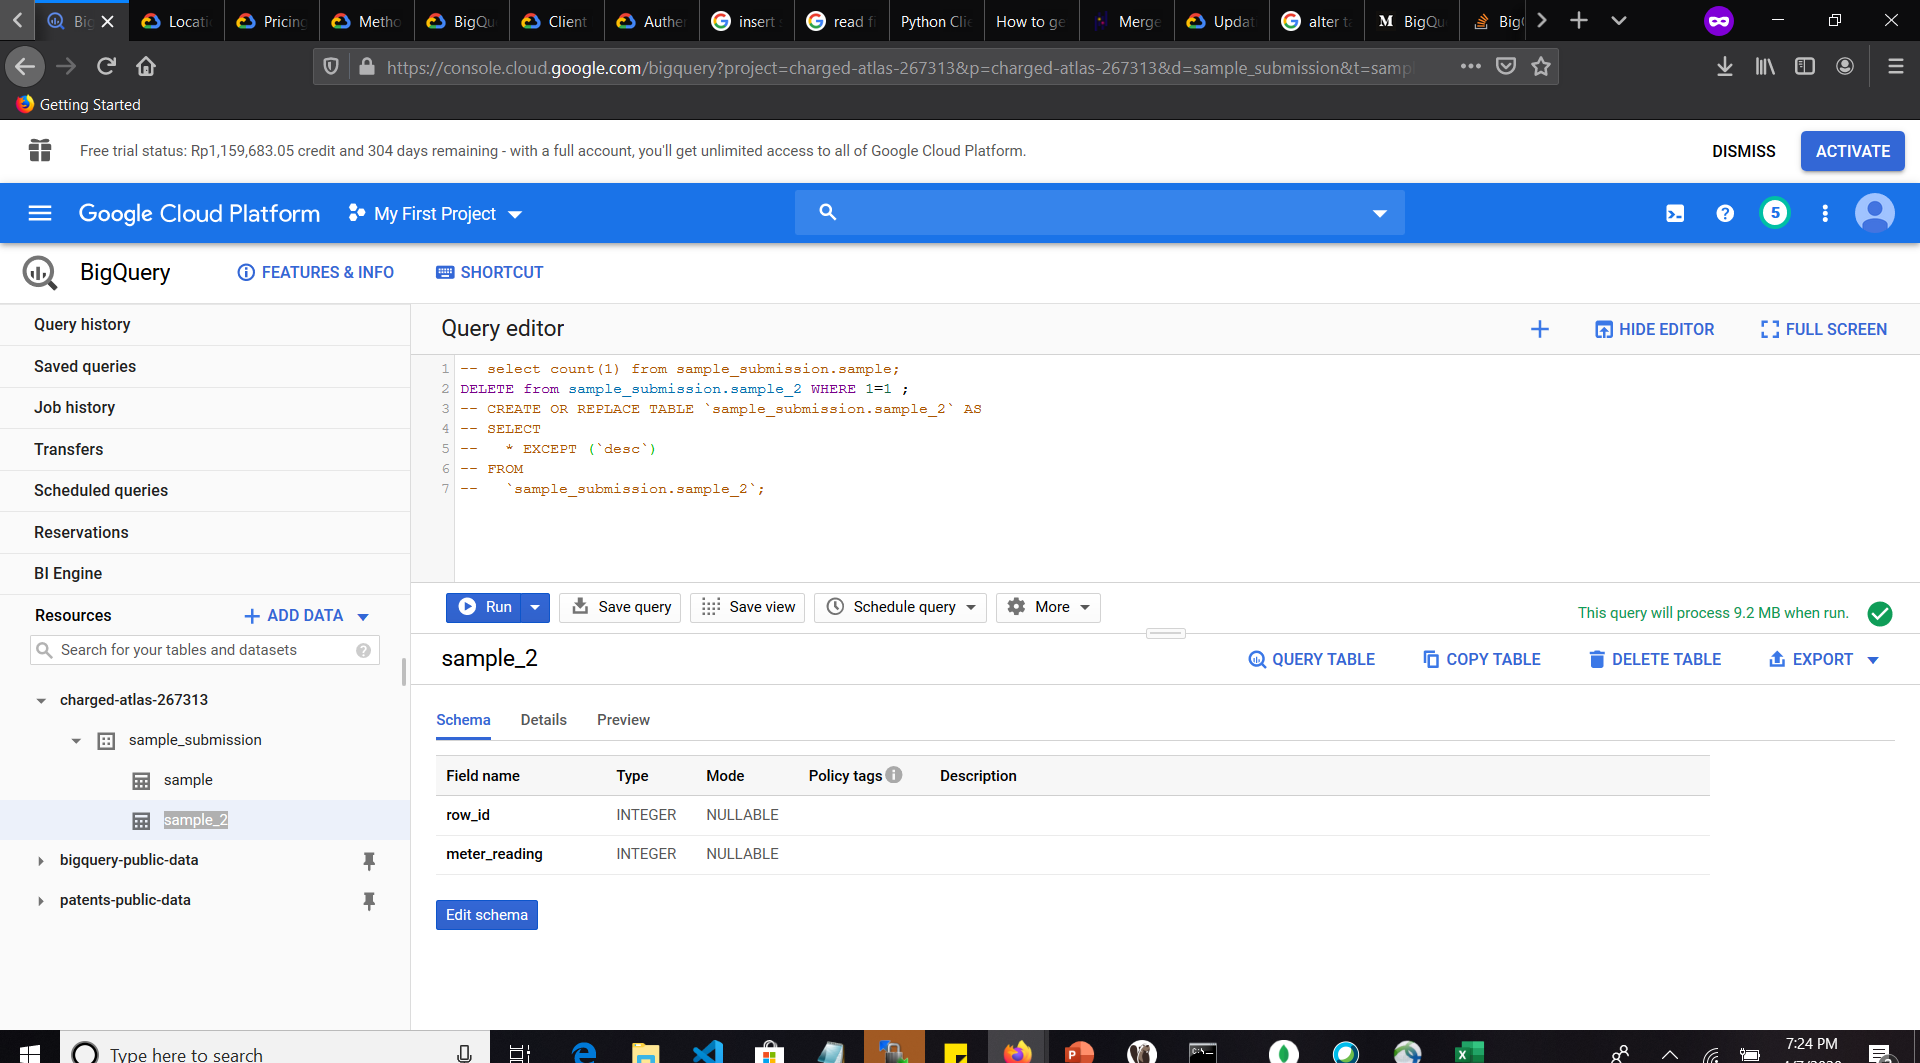 Big
Locati
Pricing
Metho
BigQu
Client
Auther
insert
read fi
Python Clie
How to ge
Merge
Updat
alter ta
M BigQu
Big
https://console.cloud.google.com/bigquery?project=charged-atlas-267313&p=charged-atlas-267313&d=sample_submission&t=samp
Getting Started
Free trial status: Rp1,159,683.05 credit and 304 days remaining - with a full account, you'll get unlimited access to all of Google Cloud Platform.
DISMISS
ACTIVATE
Google Cloud Platform
My First Project
5
BigQuery
FEATURES & INFO
SHORTCUT
Query history
Saved queries
Job history
Transfers
Scheduled queries
Reservations
BI Engine
Resources
ADD DATA
Search for your tables and datasets
charged-atlas-267313
sample_submission
sample
sample_2
bigquery-public-data
patents-public-data
Query editor
HIDE EDITOR
FULL SCREEN
1 -- select count(1) from sample_submission.sample;
2 DELETE from sample_submission.sample_2 WHERE 1=1 ;
3 -- CREATE OR REPLACE TABLE `sample_submission.sample_2` AS
4 -- SELECT
5 --   * EXCEPT (`desc`)
6 -- FROM
7 --   `sample_submission.sample_2`;
Run
Save query
Save view
Schedule query
More
This query will process 9.2 MB when run.
sample_2
QUERY TABLE
COPY TABLE
DELETE TABLE
EXPORT
Schema
Details
Preview
Field name Type Mode Policy tags Description
row_id INTEGER NULLABLE
meter_reading INTEGER NULLABLE
Edit schema
Type here to search
7:24 PM